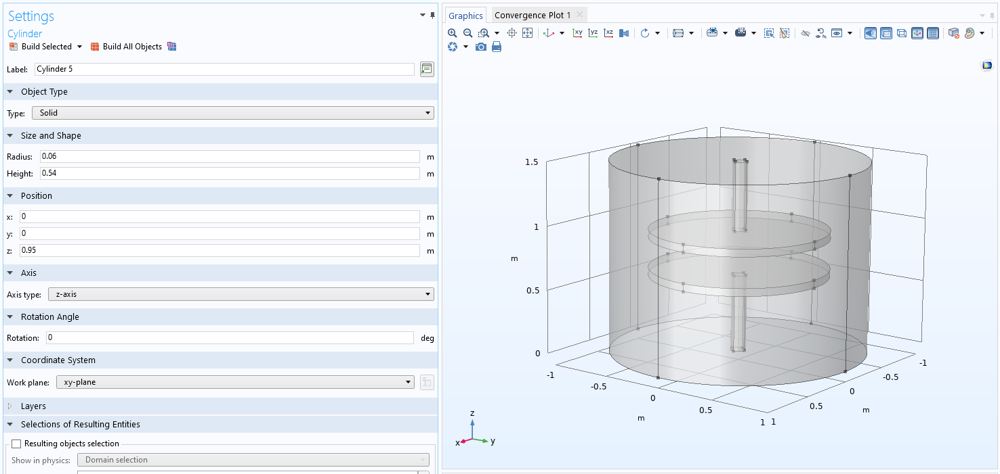 Settings
Cylinder
Build Selected Build All Objects
Label: Cylinder 5
Object Type
Type: Solid
Size and Shape
Radius: 0.06 m
Height: 0.54 m
Position
x: 0 m
y: 0 m
z: 0.95 m
Axis
Axis type: z-axis
Rotation Angle
Rotation: 0 deg
Coordinate System
Work plane: xy-plane
Layers
Selections of Resulting Entities
Resulting objects selection
Show in physics: Domain selection
Graphics Convergence Plot 1
xy yz xz
1.5
1
m
0.5
0
-1 -1
-0.5 -0.5
0 0
0.5 0.5
m m
1 1
z
x y